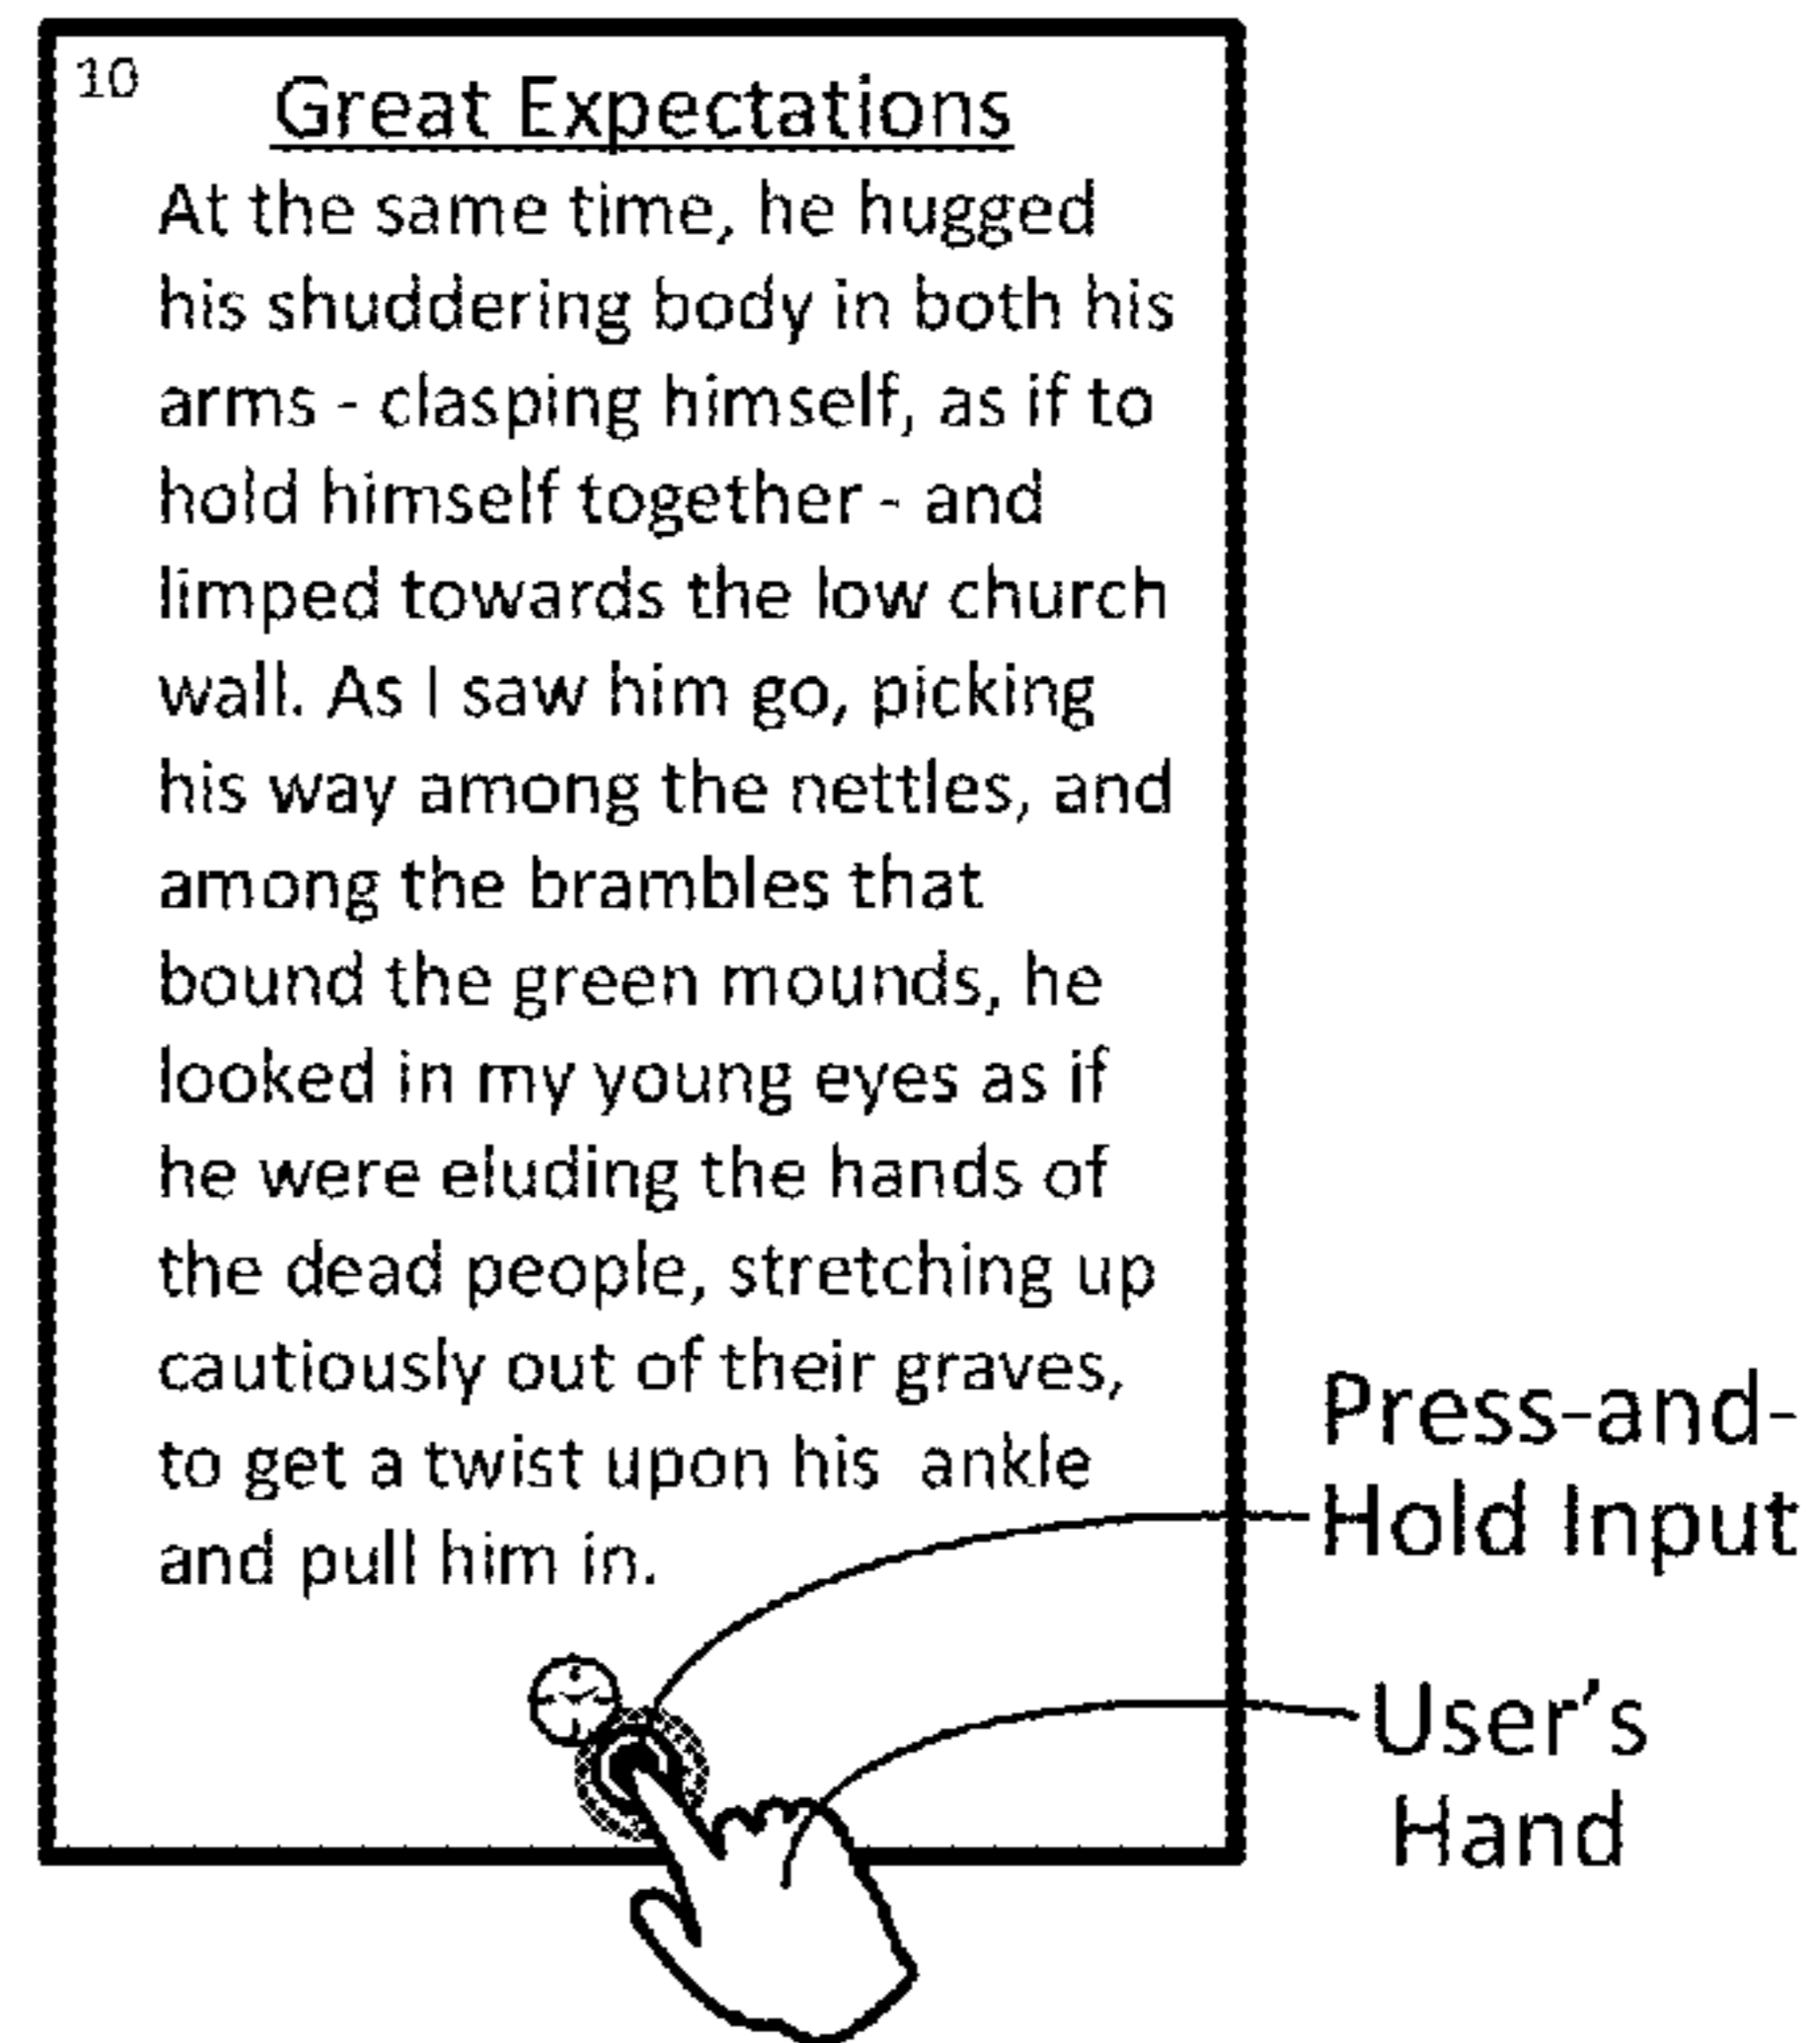 10
Great Expectations
At the same time, he hugged
his shuddering body in both his
arms - clasping himself, as if to
hold himself together - and
limped towards the low church
wall. As I saw him go, picking
his way among the nettles, and
among the brambles that
bound the green mounds, he
looked in my young eyes as if
he were eluding the hands of
the dead people, stretching up
cautiously out of their graves,
to get a twist upon his  ankle
and pull him in.
Press-and-
Hold Input
User's
Hand